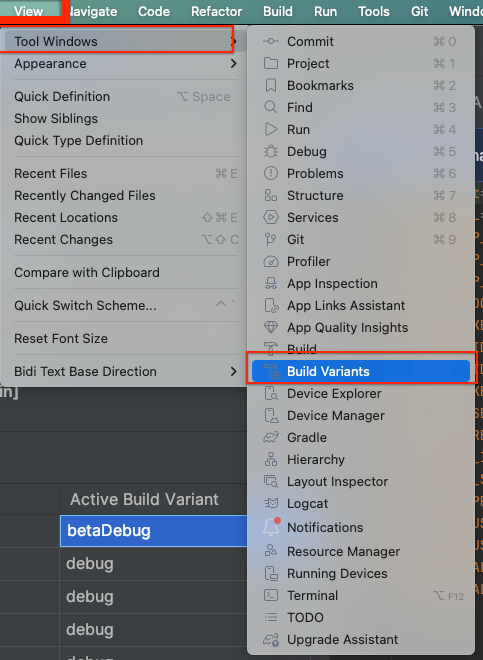 View Navigate Code Refactor Build Run Tools Git
Tool Windows
Appearance
Quick Definition ⌥ Space
Show Siblings
Quick Type Definition
Recent Files ⌘ E
Recently Changed Files
Recent Locations ⇧ ⌘ E
Recent Changes ⌥ ⇧ C
Compare with Clipboard
Quick Switch Scheme... ^ `
Reset Font Size
Bidi Text Base Direction
Commit ⌘ 0
Project ⌘ 1
Bookmarks ⌘ 2
Find ⌘ 3
Run ⌘ 4
Debug ⌘ 5
Problems ⌘ 6
Structure ⌘ 7
Services ⌘ 8
Git ⌘ 9
Profiler
App Inspection
App Links Assistant
App Quality Insights
Build
Build Variants
Device Explorer
Device Manager
Gradle
Hierarchy
Layout Inspector
Logcat
Notifications
Resource Manager
Running Devices
Terminal ⌥ F12
TODO
Upgrade Assistant
in]
Active Build Variant
betaDebug
debug
debug
debug